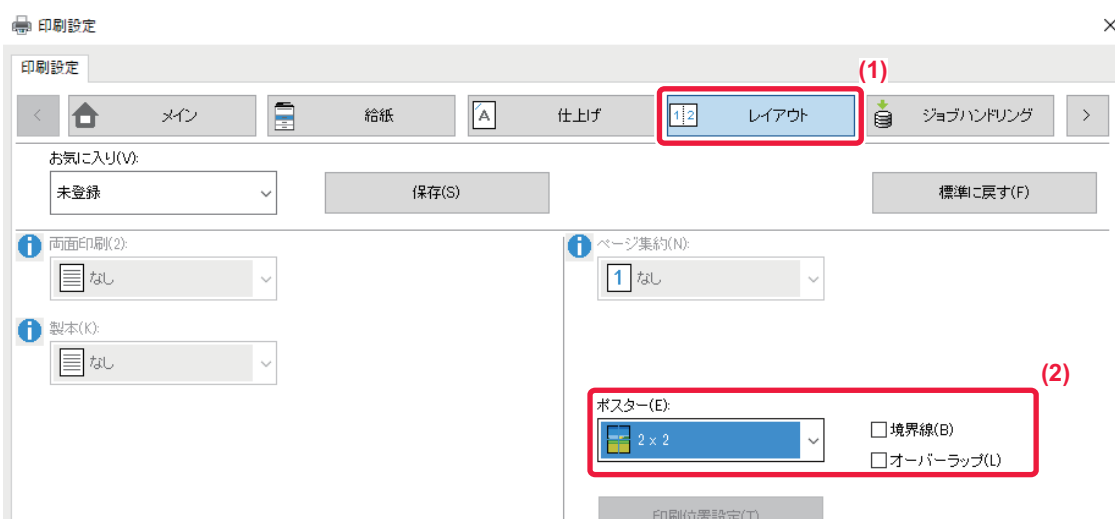 印刷設定
印刷設定
(1)
メイン
給紙
仕上げ
レイアウト
ジョブハンドリング
お気に入り(V):
未登録
保存(S)
標準に戻す(F)
両面印刷(2):
なし
ページ集約(N):
1 なし
製本(K):
なし
(2)
ポスター(E):
2 x 2
境界線(B)
オーバーラップ(L)
印刷位置設定(T)